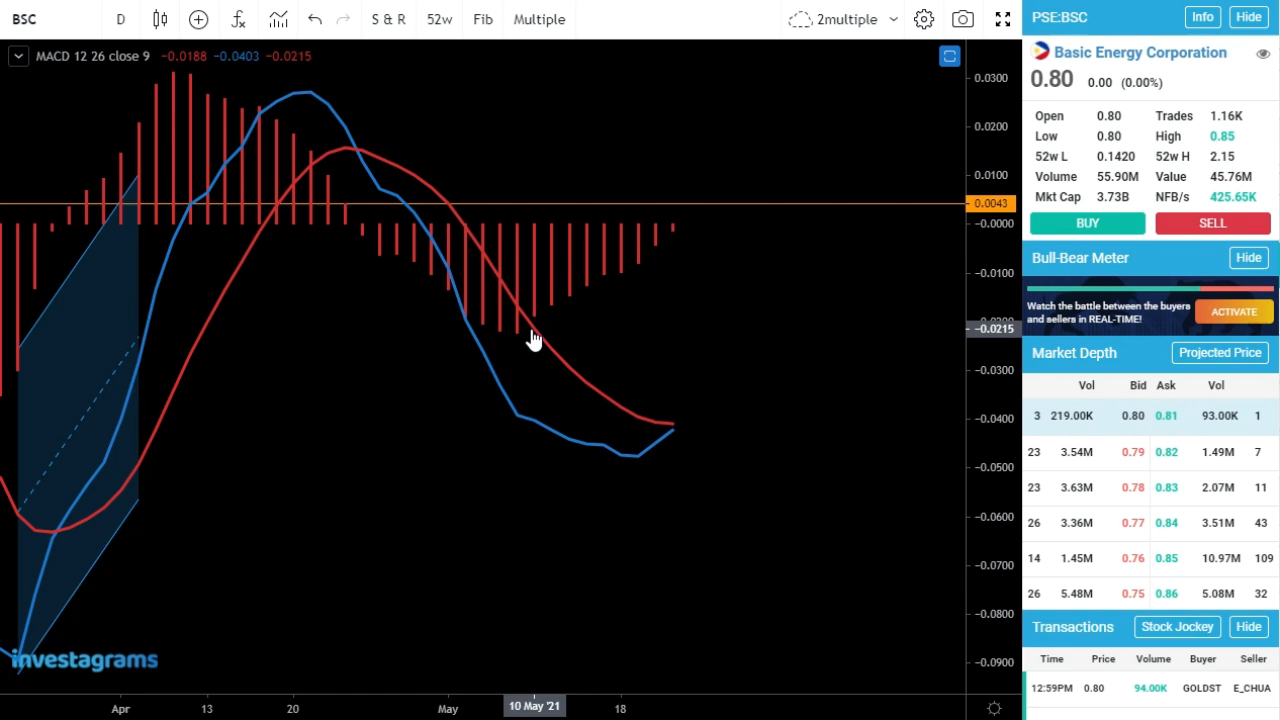 BSC D S & R 52w Fib Multiple 2multiple
MACD 12 26 close 9 −0.0188 −0.0403 −0.0215
0.0300
0.0200
0.0100
0.0043
-0.0000
−0.0100
−0.0215
−0.0300
−0.0400
−0.0500
−0.0600
−0.0700
−0.0800
−0.0900
investagrams
Apr 13 20 May 10 May '21 18
PSE:BSC Info Hide
Basic Energy Corporation
0.80 0.00 (0.00%)
Open 0.80 Trades 1.16K
Low 0.80 High 0.85
52w L 0.1420 52w H 2.15
Volume 55.90M Value 45.76M
Mkt Cap 3.73B NFB/s 425.65K
BUY SELL
Bull-Bear Meter Hide
Watch the battle between the buyers
and sellers in REAL-TIME!
ACTIVATE
Market Depth Projected Price
Vol Bid Ask Vol
3 219.00K 0.80 0.81 93.00K 1
23 3.54M 0.79 0.82 1.49M 7
23 3.63M 0.78 0.83 2.07M 11
26 3.36M 0.77 0.84 3.51M 43
14 1.45M 0.76 0.85 10.97M 109
26 5.48M 0.75 0.86 5.08M 32
Transactions Stock Jockey Hide
Time Price Volume Buyer Seller
12:59PM 0.80 94.00K GOLDST E_CHUA